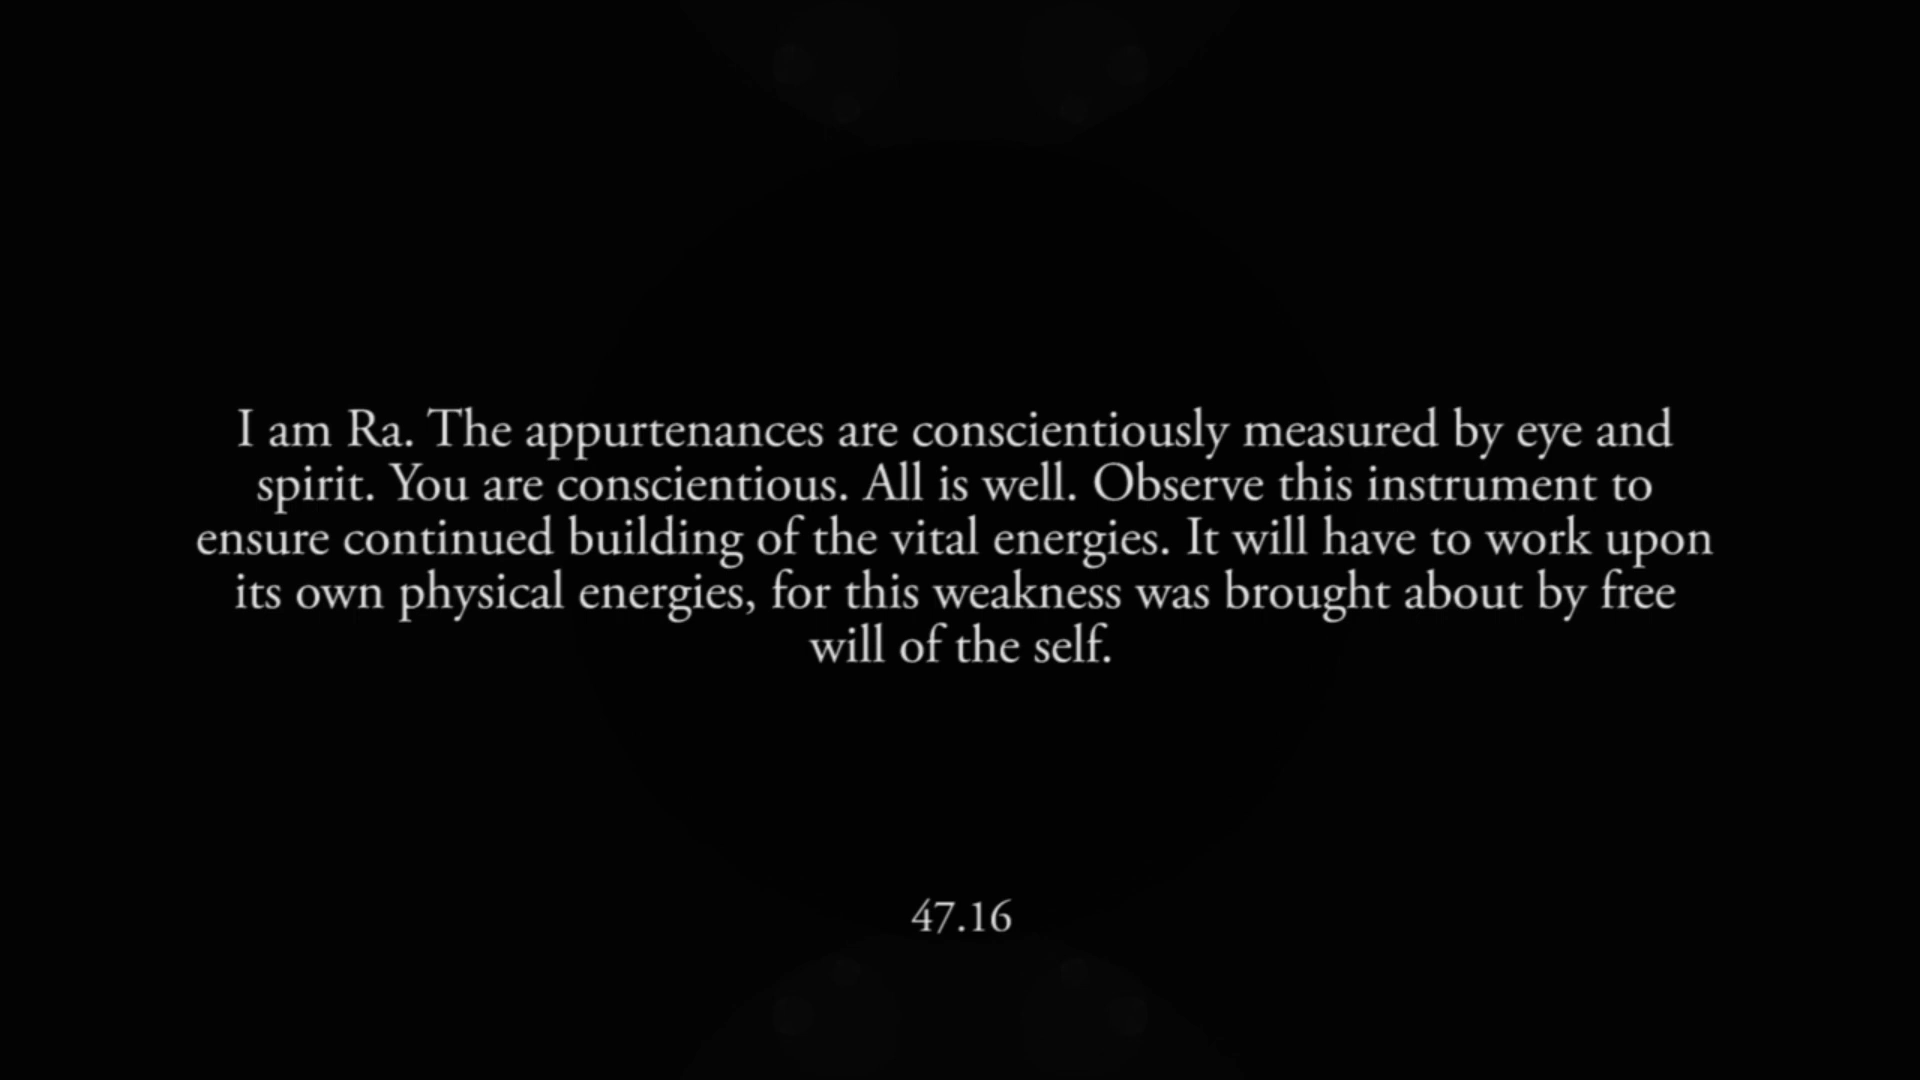 I am Ra. The appurtenances are conscientiously measured by eye and
spirit. You are conscientious. All is well. Observe this instrument to
ensure continued building of the vital energies. It will have to work upon
its own physical energies, for this weakness was brought about by free
will of the self.
47.16